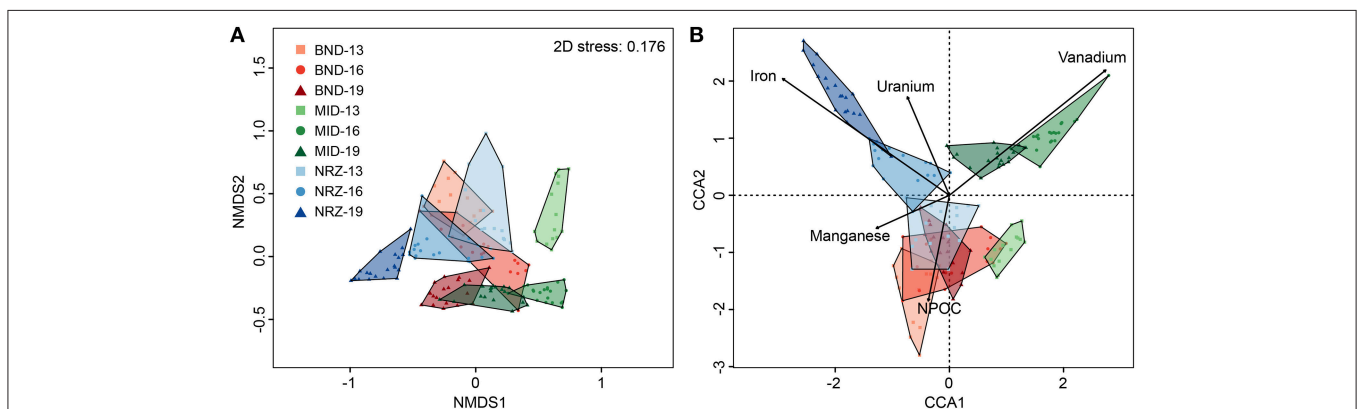 A
2D stress: 0.176
BND-13
BND-16
BND-19
MID-13
MID-16
MID-19
NRZ-13
NRZ-16
NRZ-19
NMDS2
1.5
1.0
0.5
0.0
-0.5
-1
0
1
NMDS1
B
Iron
Uranium
Vanadium
Manganese
NPOC
CCA2
2
1
0
-1
-2
-3
-2
0
2
CCA1